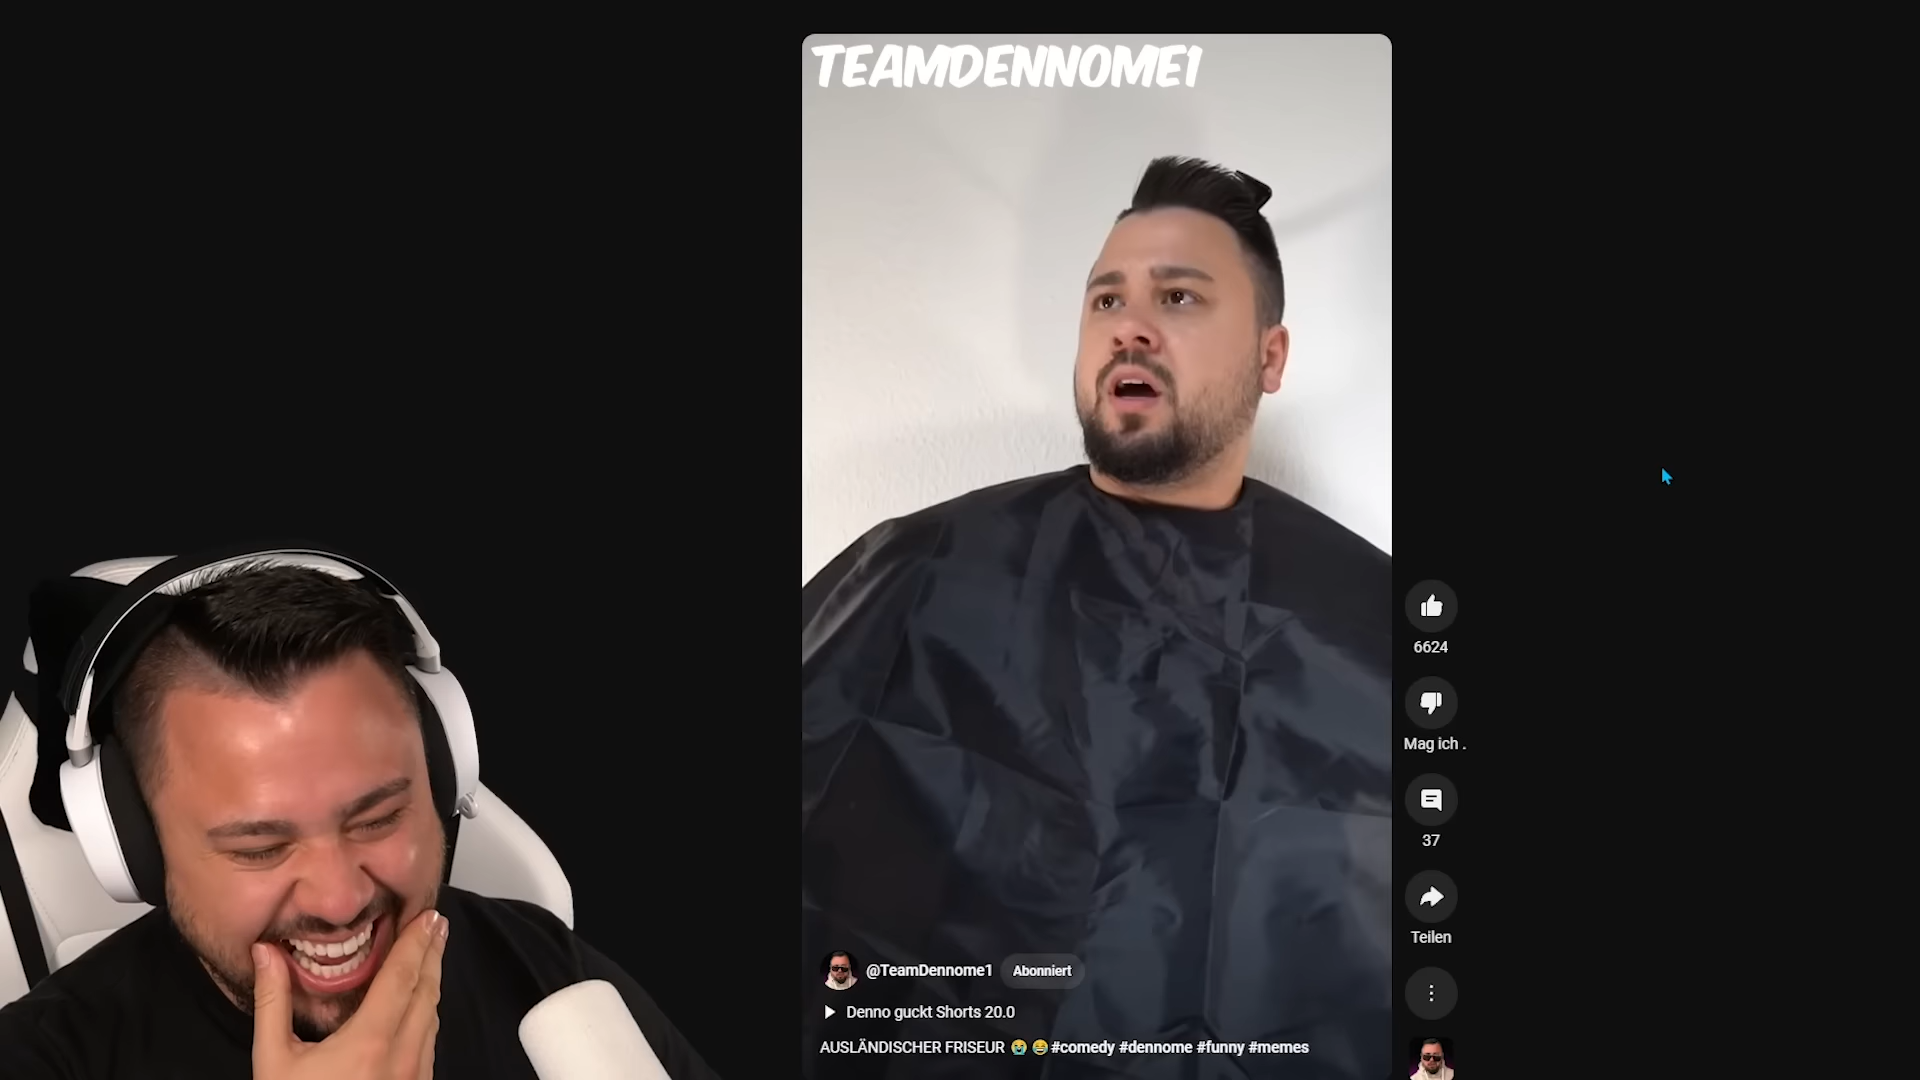 TEAMDENNOME1
6624
Mag ich .
37
Teilen
@TeamDennome1 Abonniert
Denno guckt Shorts 20.0
AUSLÄNDISCHER FRISEUR 😭 😂 #comedy #dennome #funny #memes